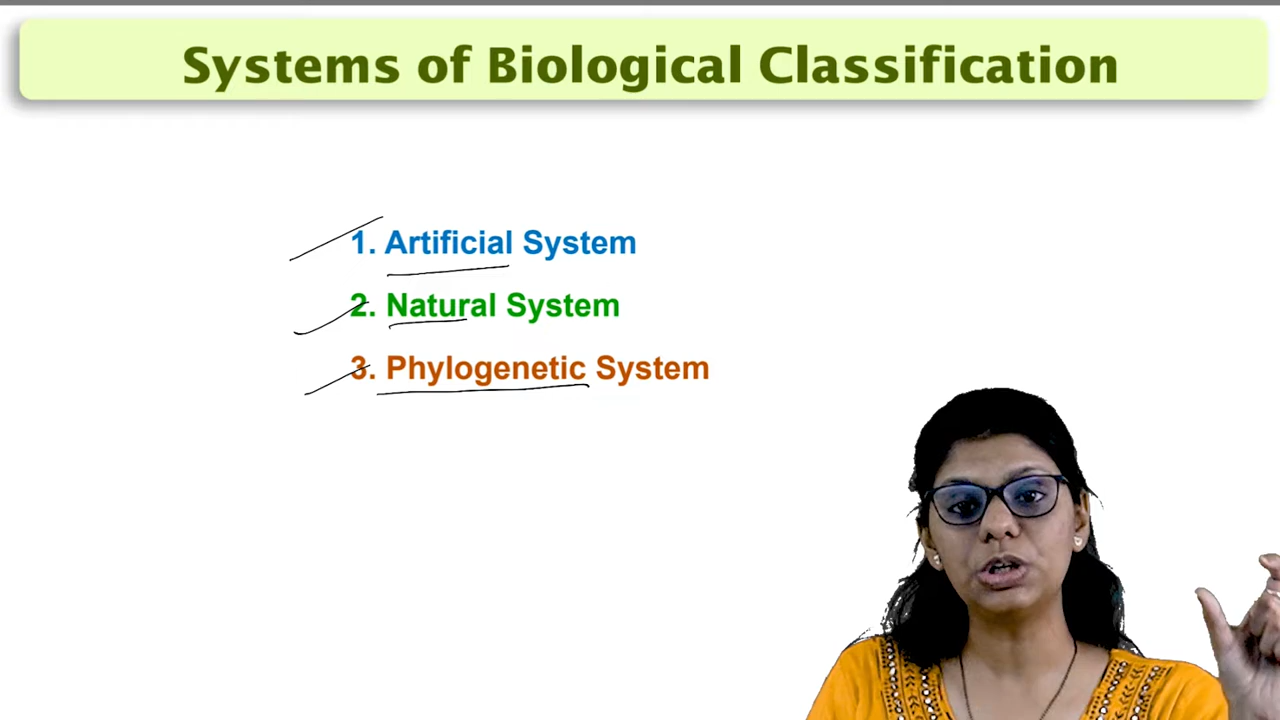 Systems of Biological Classification
1. Artificial System
2. Natural System
3. Phylogenetic System